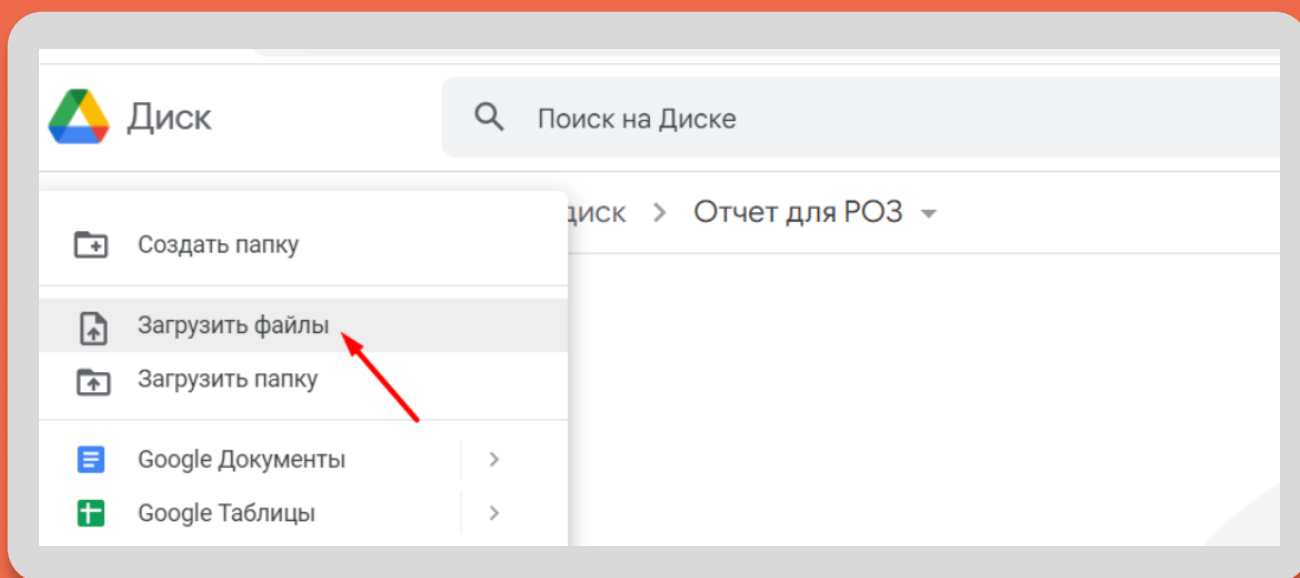 Диск
Поиск на Диске
диск > Отчет для РОЗ
Создать папку
Загрузить файлы
Загрузить папку
Google Документы
Google Таблицы